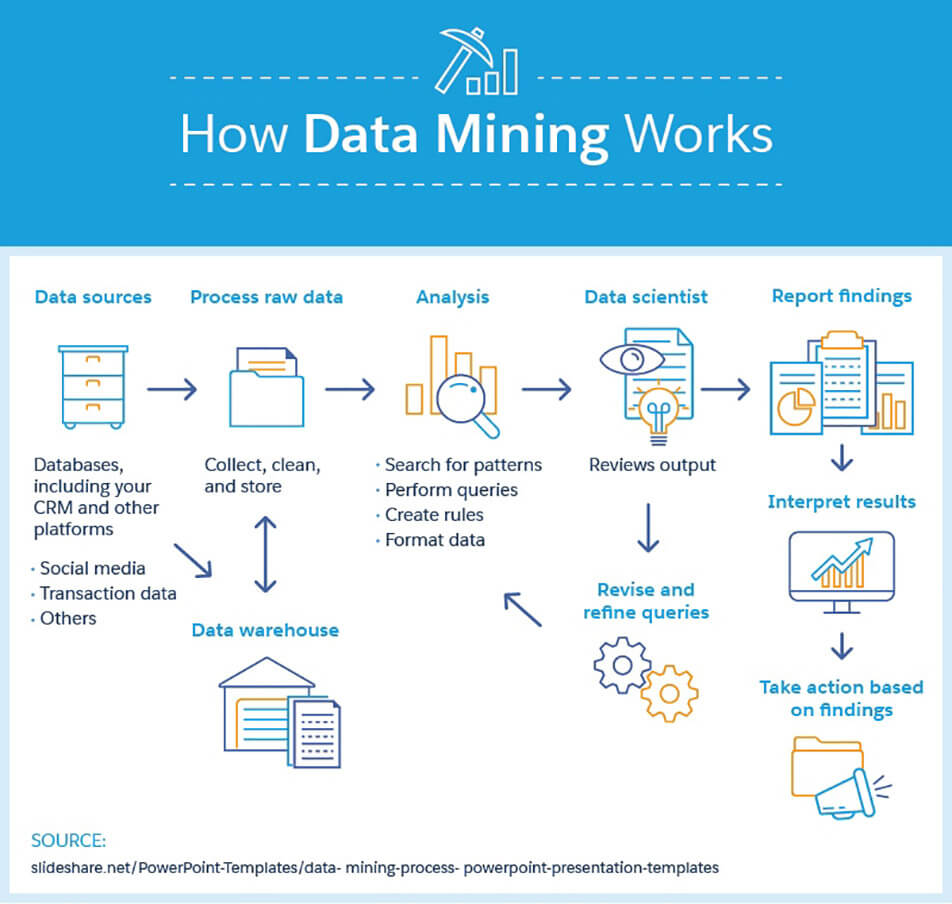 How Data Mining Works
Data sources
Databases,
including your
CRM and other
platforms
· Social media
· Transaction data
· Others
Process raw data
Collect, clean,
and store
Data warehouse
Analysis
· Search for patterns
· Perform queries
· Create rules
· Format data
Data scientist
Reviews output
Revise and
refine queries
Report findings
Interpret results
Take action based
on findings
SOURCE:
slideshare.net/PowerPoint-Templates/data- mining-process- powerpoint-presentation-templates